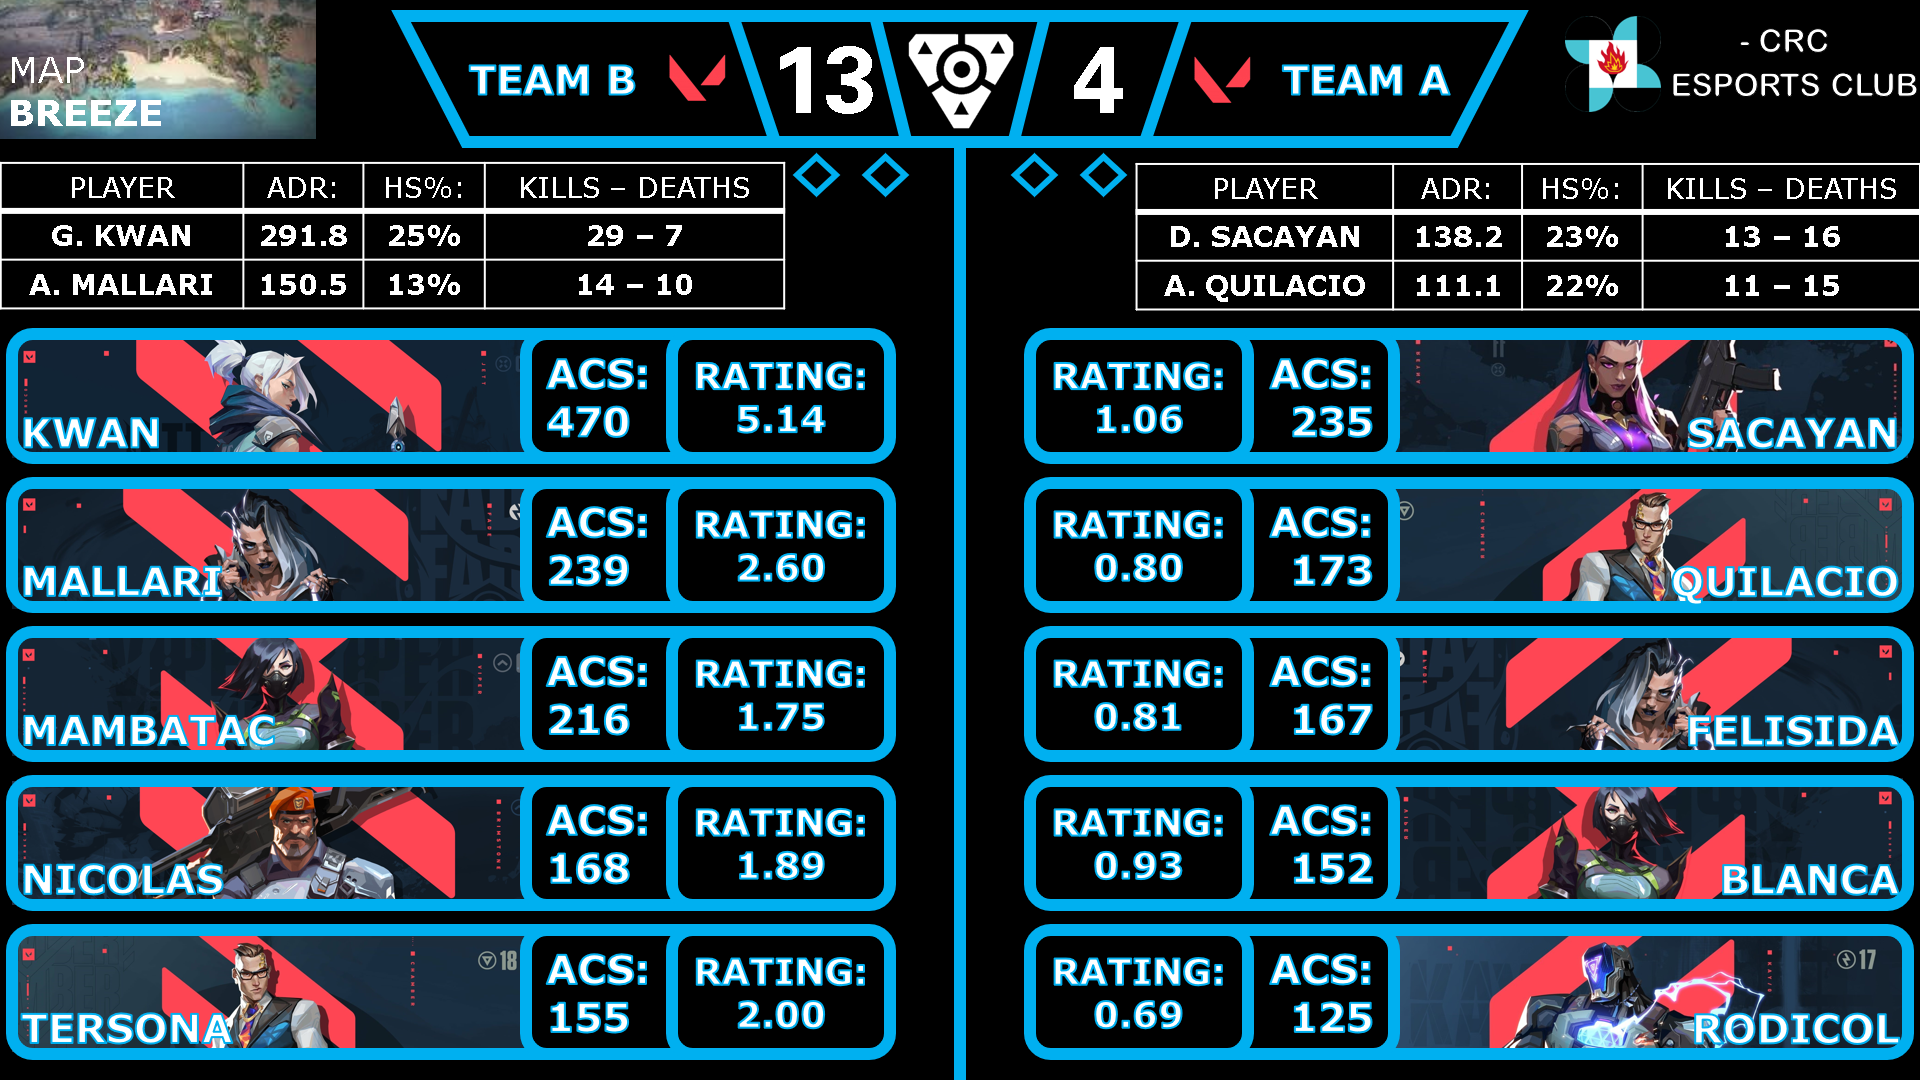 MAP
BREEZE
TEAM B
13
4
TEAM A
- CRC
ESPORTS CLUB
PLAYER ADR: HS%: KILLS – DEATHS
G. KWAN 291.8 25% 29 – 7
A. MALLARI 150.5 13% 14 – 10
PLAYER ADR: HS%: KILLS – DEATHS
D. SACAYAN 138.2 23% 13 – 16
A. QUILACIO 111.1 22% 11 – 15
KWAN
ACS:
470
RATING:
5.14
RATING:
1.06
ACS:
235
SACAYAN
MALLARI
ACS:
239
RATING:
2.60
RATING:
0.80
ACS:
173
QUILACIO
MAMBATAC
ACS:
216
RATING:
1.75
RATING:
0.81
ACS:
167
FELISIDA
NICOLAS
ACS:
168
RATING:
1.89
RATING:
0.93
ACS:
152
BLANCA
TERSONA
18
ACS:
155
RATING:
2.00
RATING:
0.69
ACS:
125
17
RODICOL